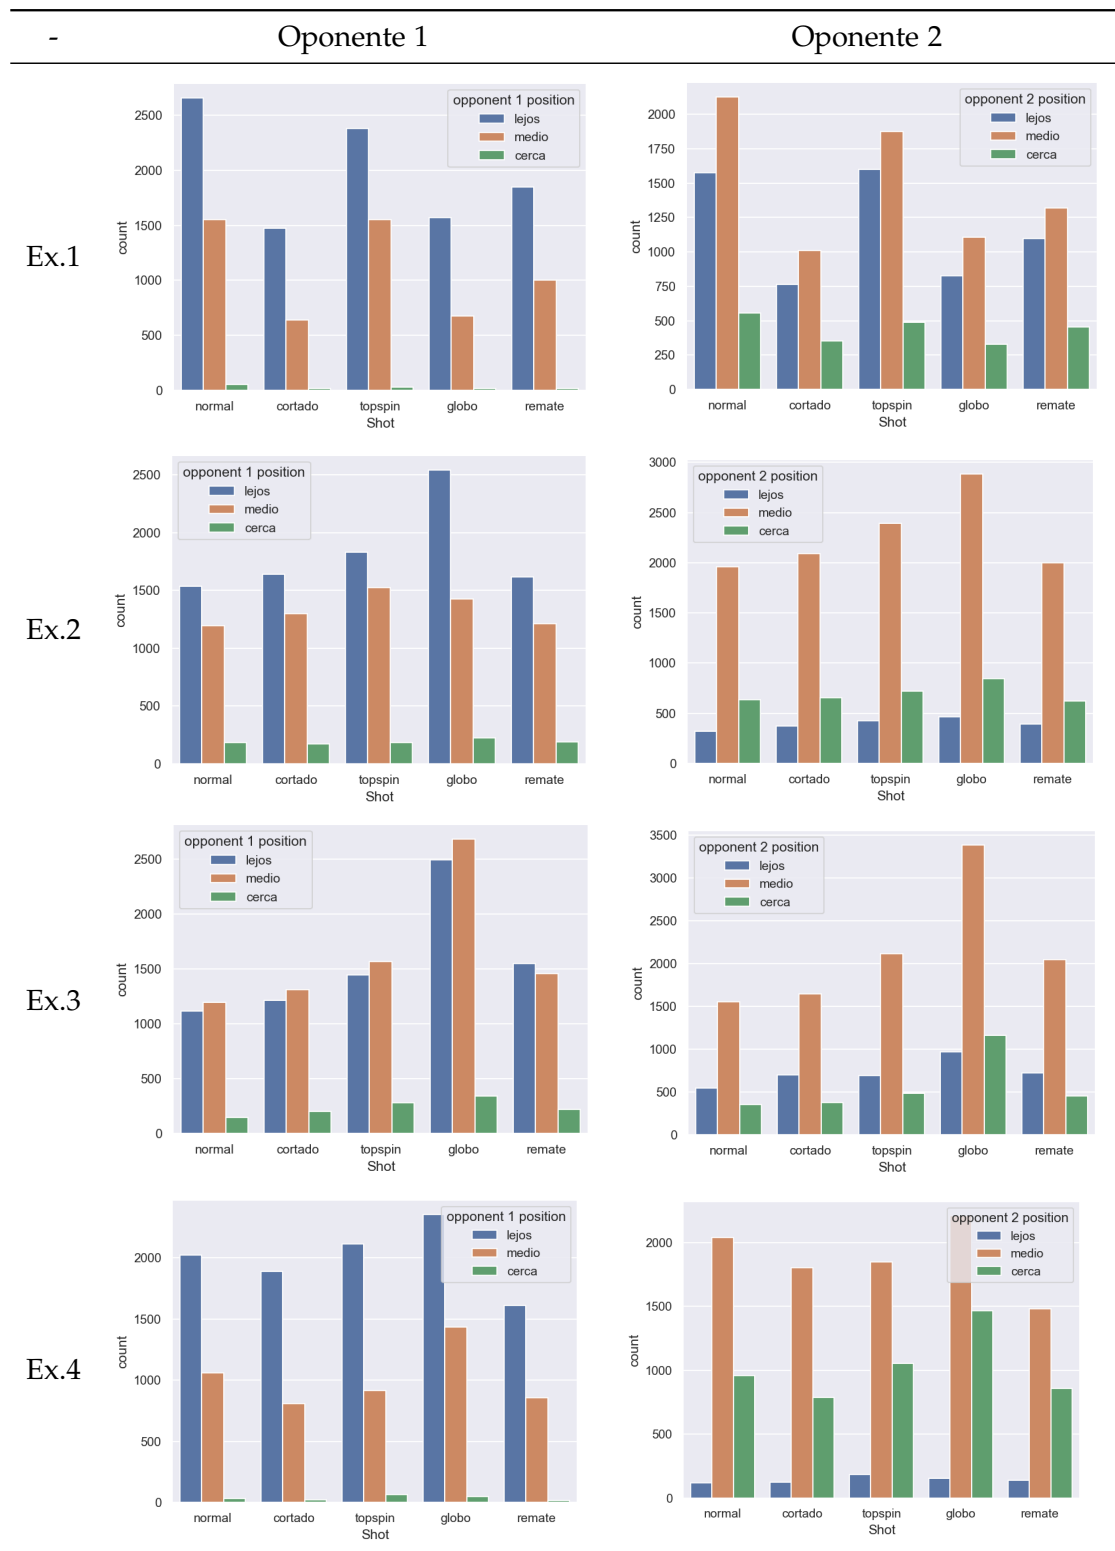 - Oponente 1 Oponente 2
Ex.1
opponent 1 position
lejos
medio
cerca
2500
2000
1500
1000
500
0
count
normal cortado topspin globo remate
Shot
opponent 2 position
lejos
medio
cerca
2000
1750
1500
1250
1000
750
500
250
0
count
normal cortado topspin globo remate
Shot
Ex.2
opponent 1 position
lejos
medio
cerca
2500
2000
1500
1000
500
0
count
normal cortado topspin globo remate
Shot
opponent 2 position
lejos
medio
cerca
3000
2500
2000
1500
1000
500
0
count
normal cortado topspin globo remate
Shot
Ex.3
opponent 1 position
lejos
medio
cerca
2500
2000
1500
1000
500
0
count
normal cortado topspin globo remate
Shot
opponent 2 position
lejos
medio
cerca
3500
3000
2500
2000
1500
1000
500
0
count
normal cortado topspin globo remate
Shot
Ex.4
opponent 1 position
lejos
medio
cerca
2000
1500
1000
500
0
count
normal cortado topspin globo remate
Shot
opponent 2 position
lejos
medio
cerca
2000
1500
1000
500
0
count
normal cortado topspin globo remate
Shot